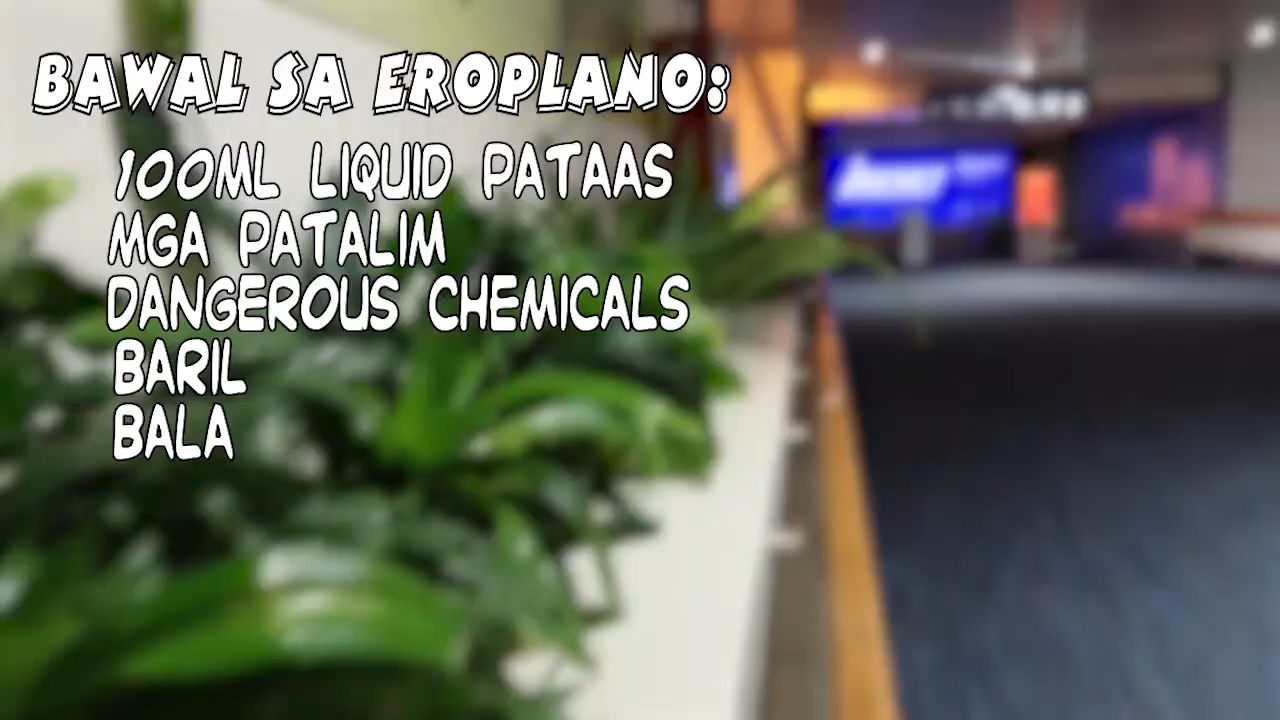 BAWAL SA EROPLANO:
100ML LIQUID PATAAS
MGA PATALIM
DANGEROUS CHEMICALS
BARIL
BALA